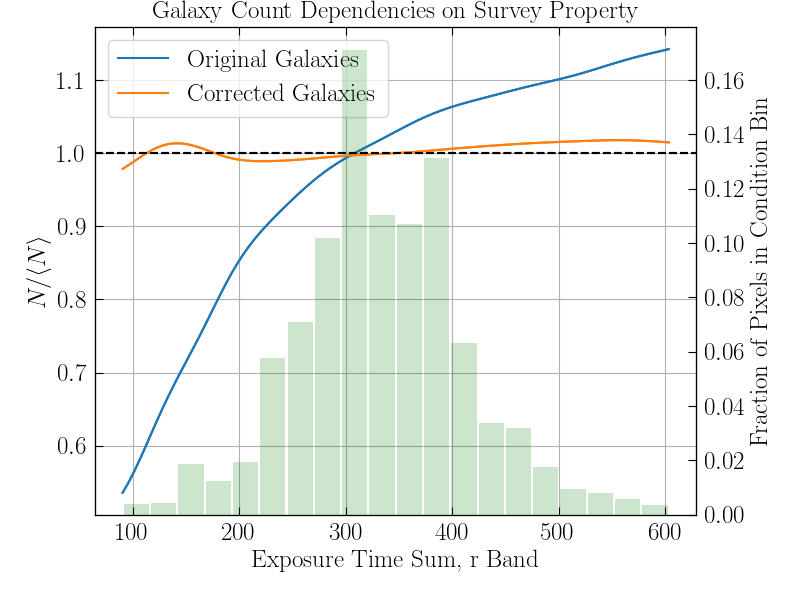 Galaxy Count Dependencies on Survey Property
Original Galaxies
Corrected Galaxies
N/⟨N⟩
1.1
1.0
0.9
0.8
0.7
0.6
0.16
0.14
0.12
0.10
0.08
0.06
0.04
0.02
0.00
Fraction of Pixels in Condition Bin
100 200 300 400 500 600
Exposure Time Sum, r Band